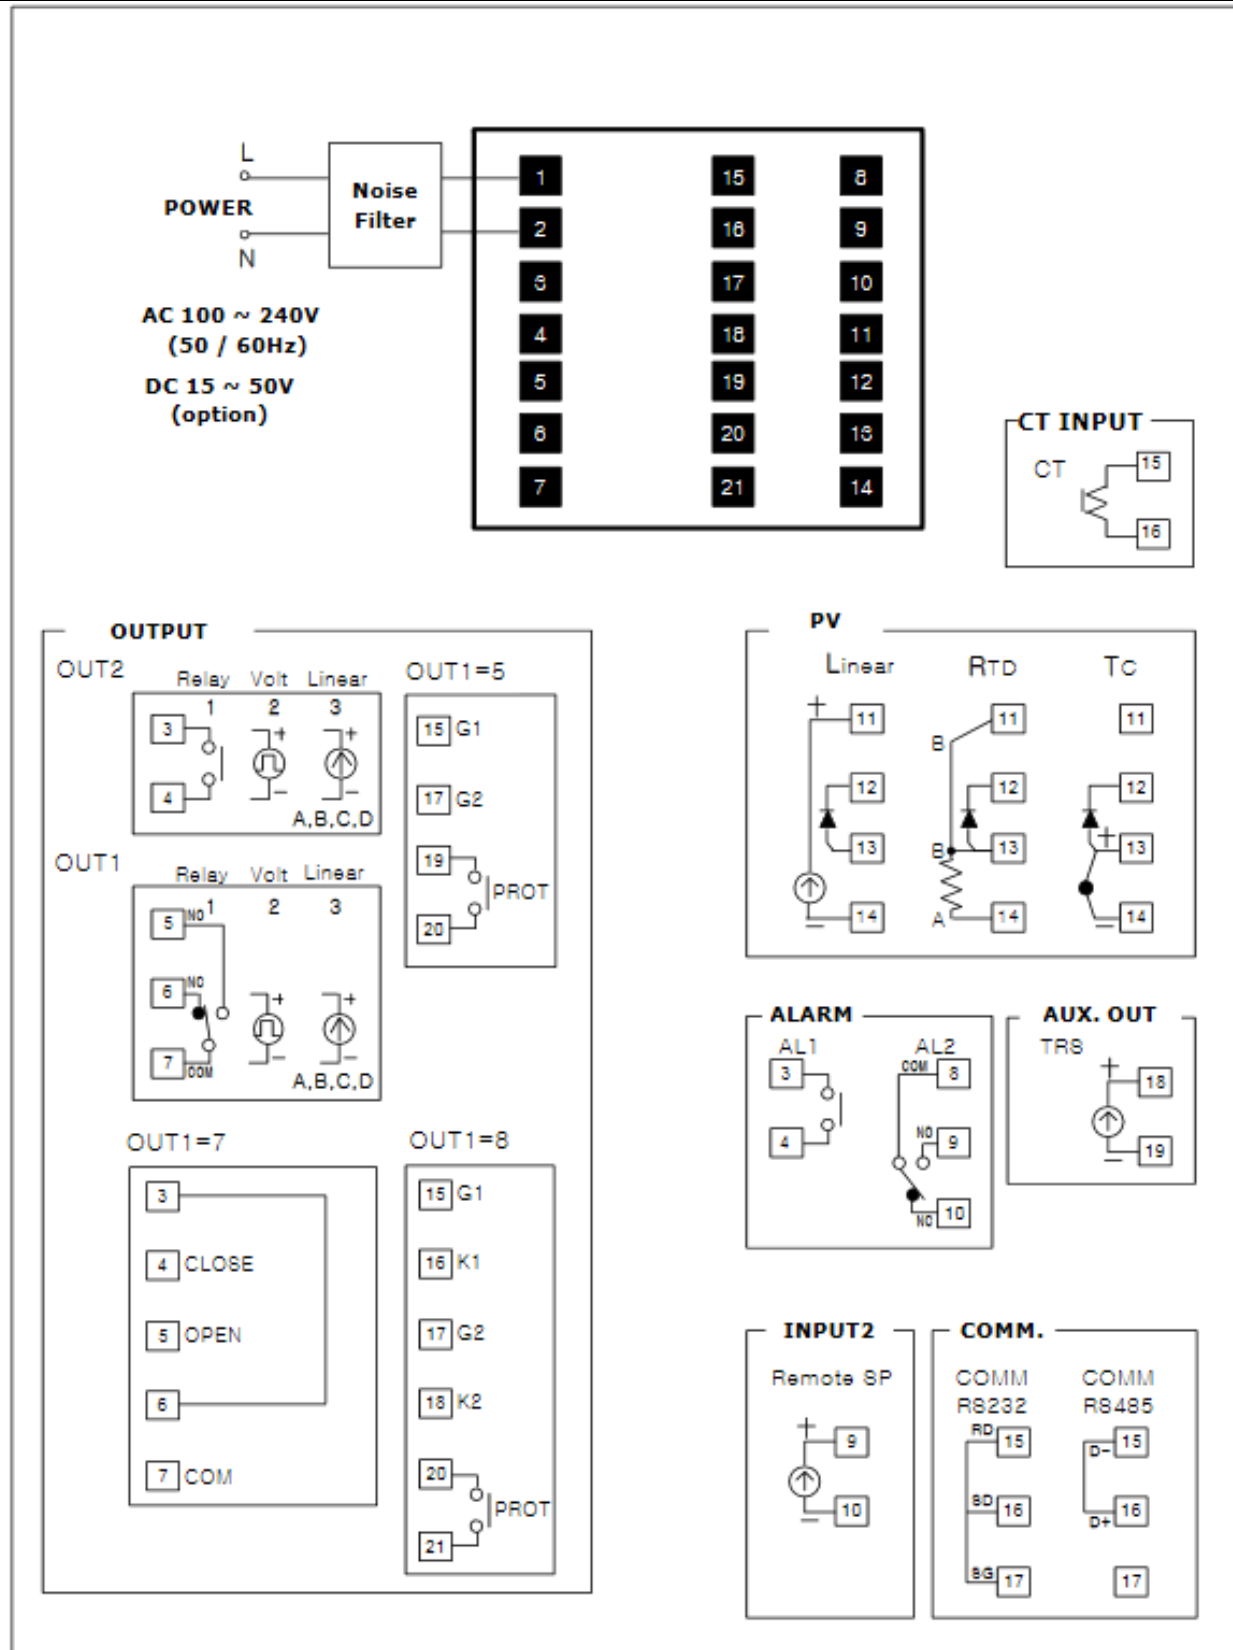 L
POWER
N
Noise
Filter
AC 100 ~ 240V
(50 / 60Hz)
DC 15 ~ 50V
(option)
1 15 8
2 16 9
3 17 10
4 18 11
5 19 12
6 20 13
7 21 14
CT INPUT
CT
15
16
OUTPUT
OUT2
Relay Volt Linear
1 2 3
3
+ +
4
− −
A,B,C,D
OUT1
Relay Volt Linear
1 2 3
5 NO
6 NO
+ +
7 COM
− −
A,B,C,D
OUT1=5
15 G1
17 G2
19
PROT
20
OUT1=7
3
4 CLOSE
5 OPEN
6
7 COM
OUT1=8
15 G1
16 K1
17 G2
18 K2
20
PROT
21
PV
Linear RTD TC
+ 11 11 11
B
12 12 12
+
13 B 13 13
− 14 A 14 − 14
ALARM
AL1 AL2
3 COM 8
4 NO 9
NO 10
AUX. OUT
TRS
+ 18
− 19
INPUT2
Remote SP
+ 9
− 10
COMM.
COMM COMM
RS232 RS485
RD 15 D− 15
SD 16 D+ 16
SG 17 17